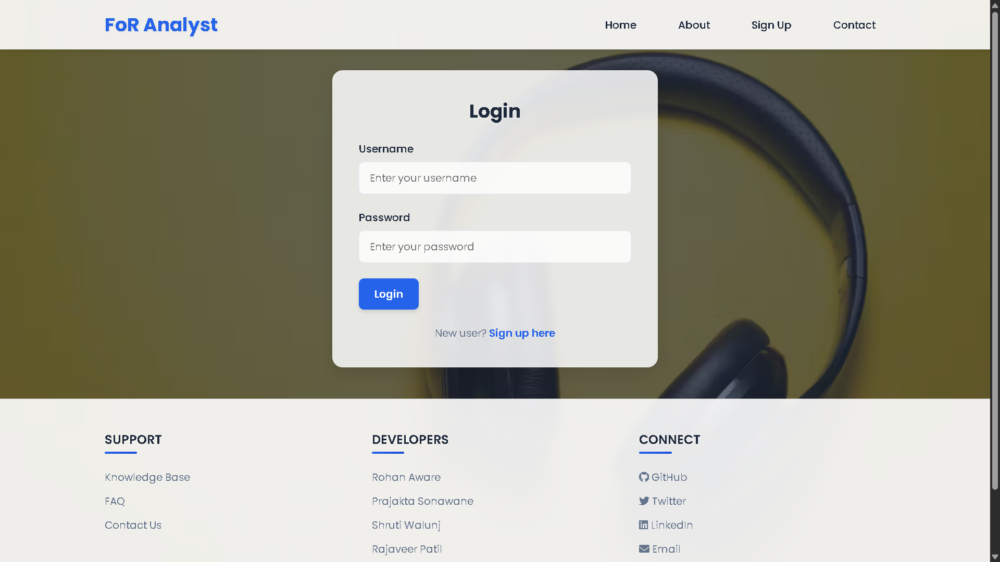 FoR Analyst
Home About Sign Up Contact
Login
Username
Enter your username
Password
Enter your password
Login
New user? Sign up here
SUPPORT
Knowledge Base
FAQ
Contact Us
DEVELOPERS
Rohan Aware
Prajakta Sonawane
Shruti Walunj
Rajaveer Patil
CONNECT
GitHub
Twitter
LinkedIn
Email